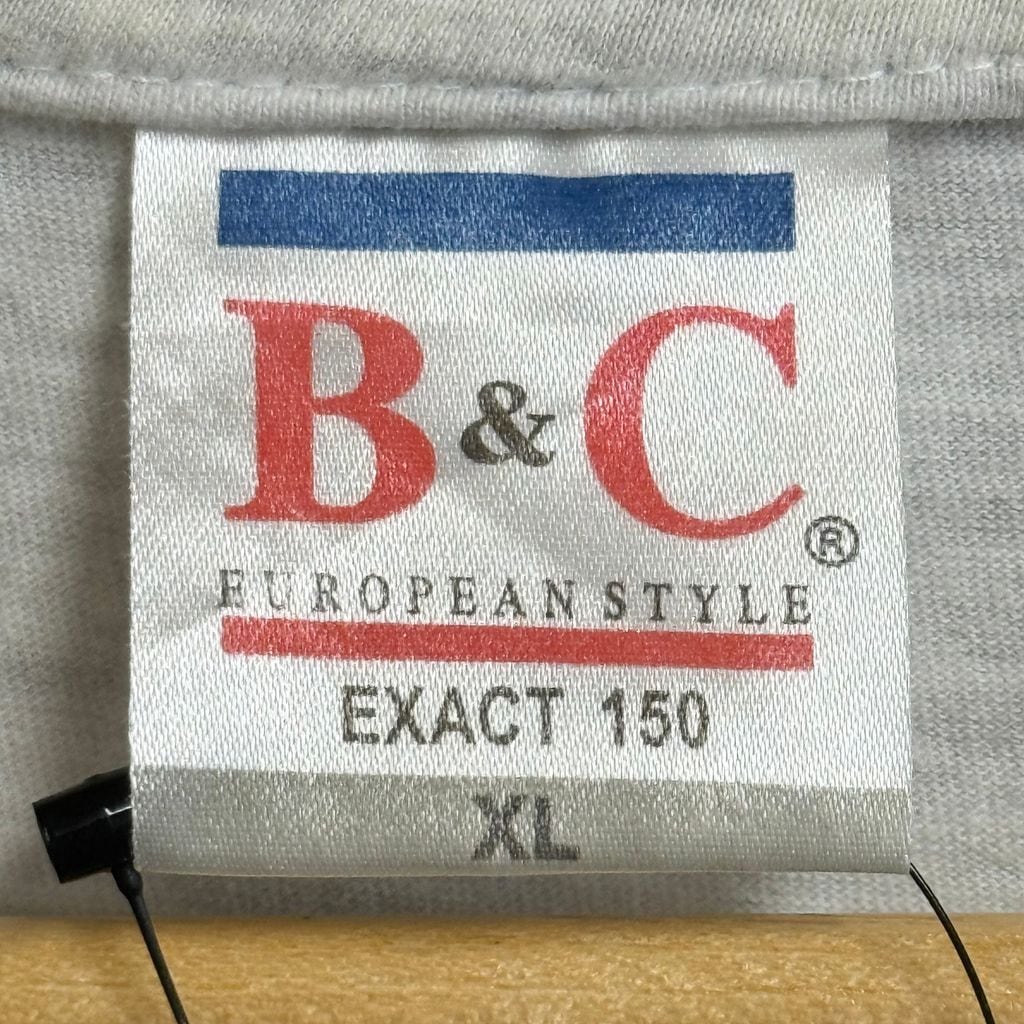 B&C®
EUROPEAN STYLE
EXACT 150
XL